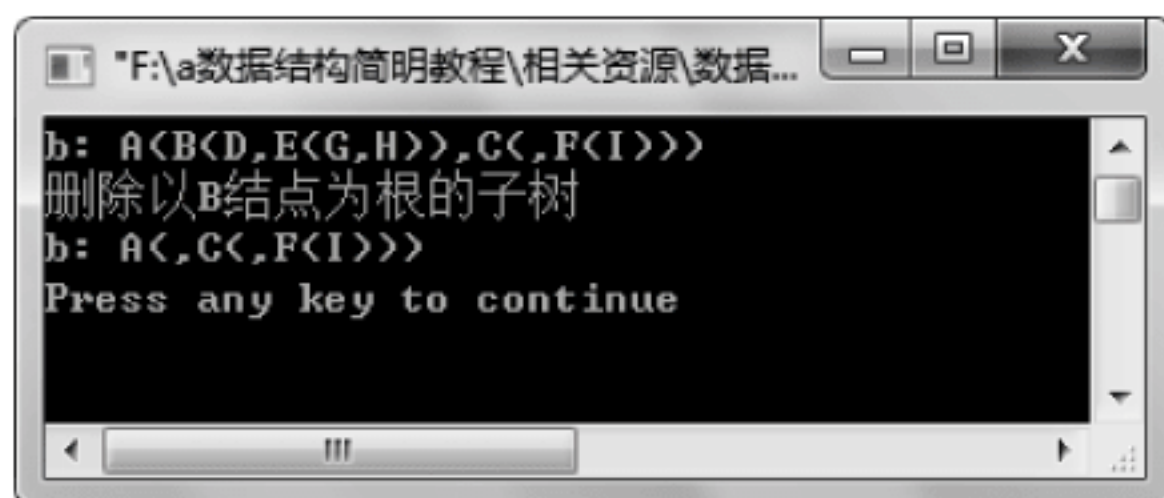 "F:\a数据结构简明教程\相关资源\数据...
b: A(B(D,E(G,H)),C(,F(I)))
删除以B结点为根的子树
b: A(,C(,F(I)))
Press any key to continue